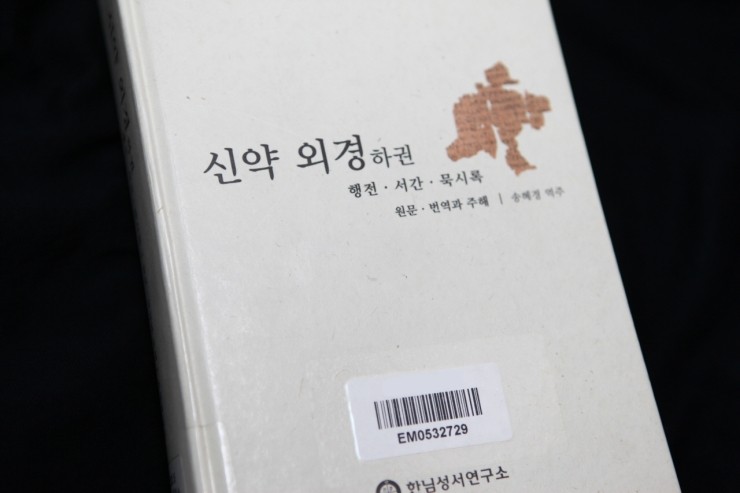 신약 외경하권
행전 · 서간 · 묵시록
원문 · 번역과 주해 | 송혜경 역주
EM0532729
한님성서연구소